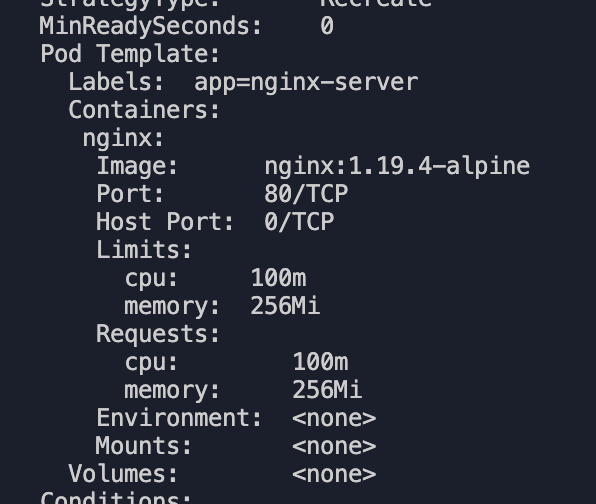 StrategyType:       Recreate
MinReadySeconds:    0
Pod Template:
  Labels:  app=nginx-server
  Containers:
   nginx:
    Image:      nginx:1.19.4-alpine
    Port:       80/TCP
    Host Port:  0/TCP
    Limits:
      cpu:     100m
      memory:  256Mi
    Requests:
      cpu:        100m
      memory:     256Mi
    Environment:  <none>
    Mounts:       <none>
  Volumes:        <none>
Conditions: